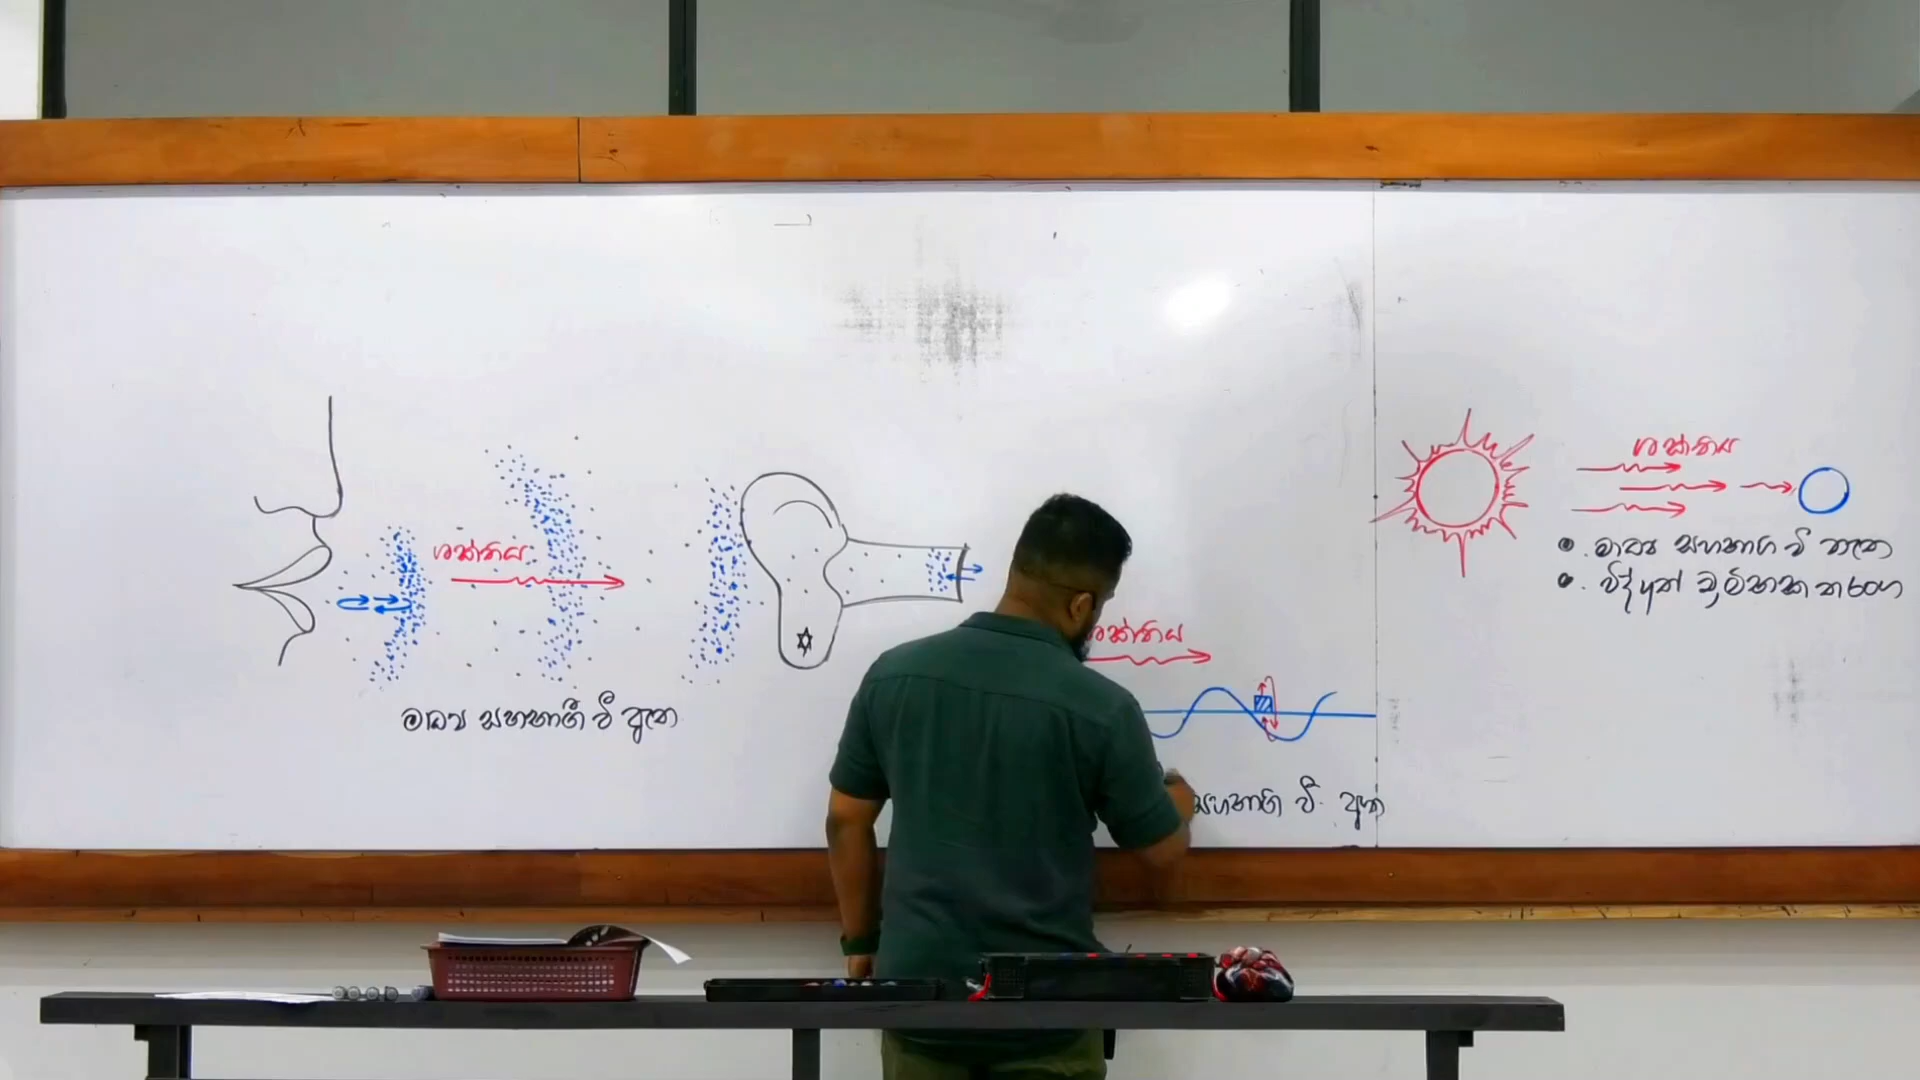 ශක්තිය
මාධ්‍ය සහභාගී වී ඇත.
ශක්තිය
සහභාගි වී. ඇත
ශක්තිය
• මාධ්‍ය සහභාග වී නැත
• විද්යුත් චුම්භක තරංග